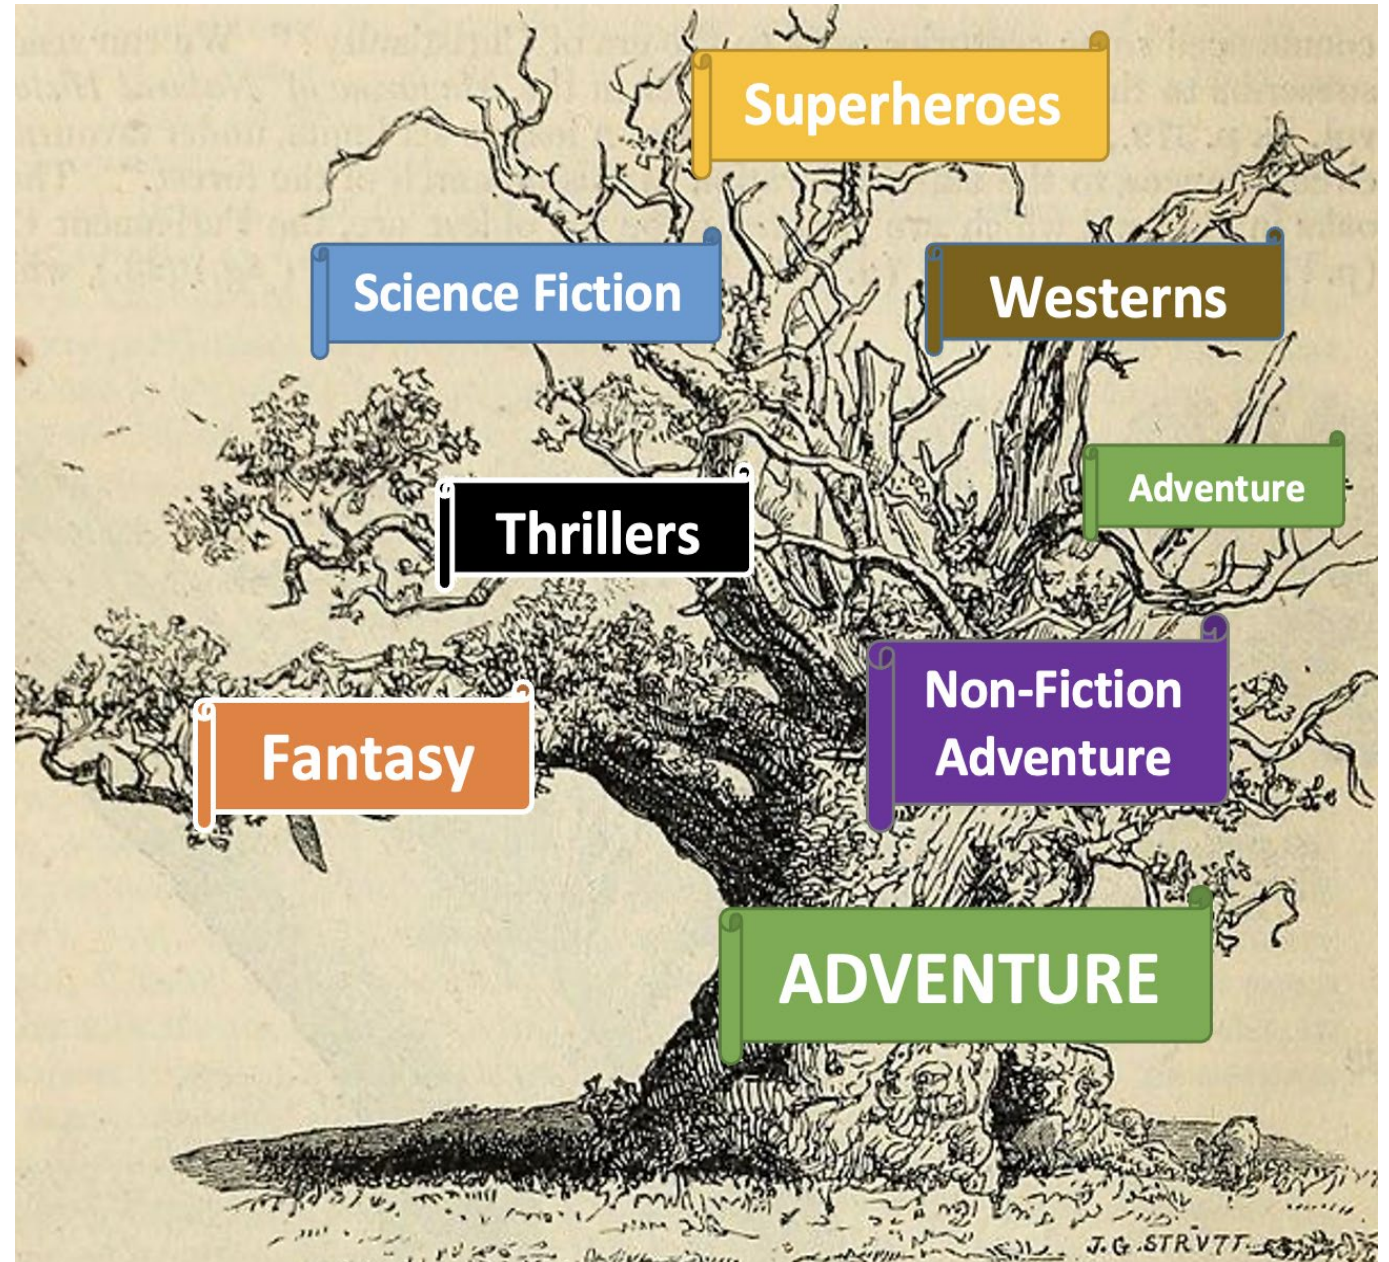 Superheroes
Science Fiction
Westerns
Adventure
Thrillers
Non-Fiction
Adventure
Fantasy
ADVENTURE
J.G. STRUTT.